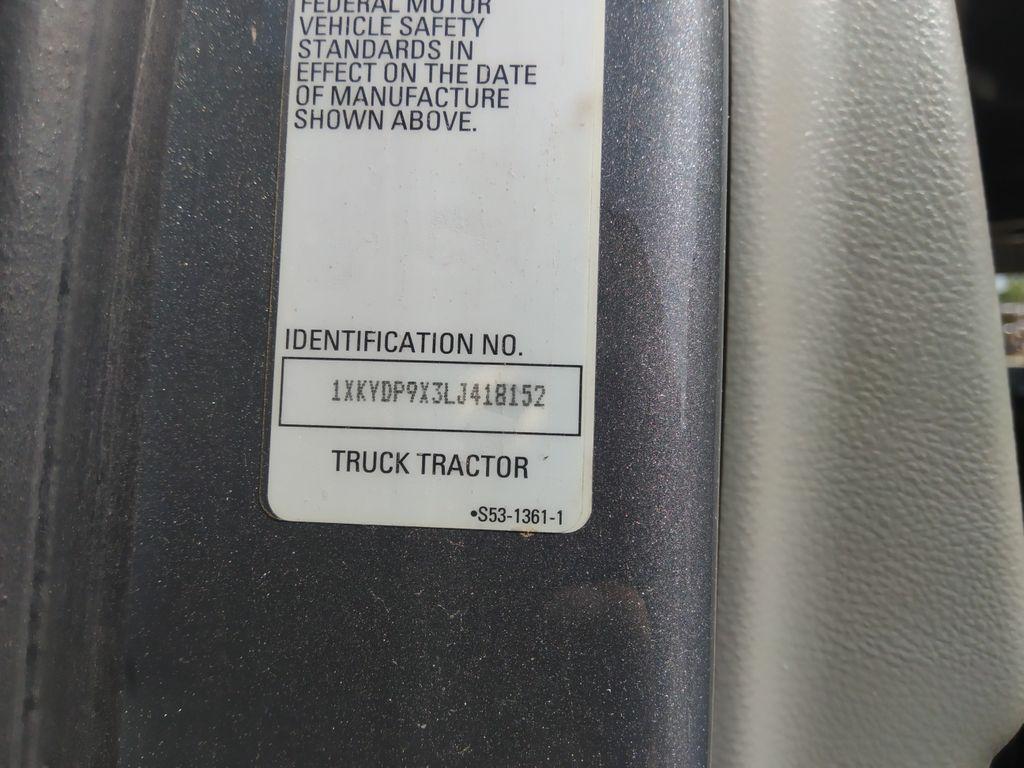 FEDERAL MOTOR
VEHICLE SAFETY
STANDARDS IN
EFFECT ON THE DATE
OF MANUFACTURE
SHOWN ABOVE.
IDENTIFICATION NO.
1XKYDP9X3LJ418152
TRUCK TRACTOR
•S53-1361-1